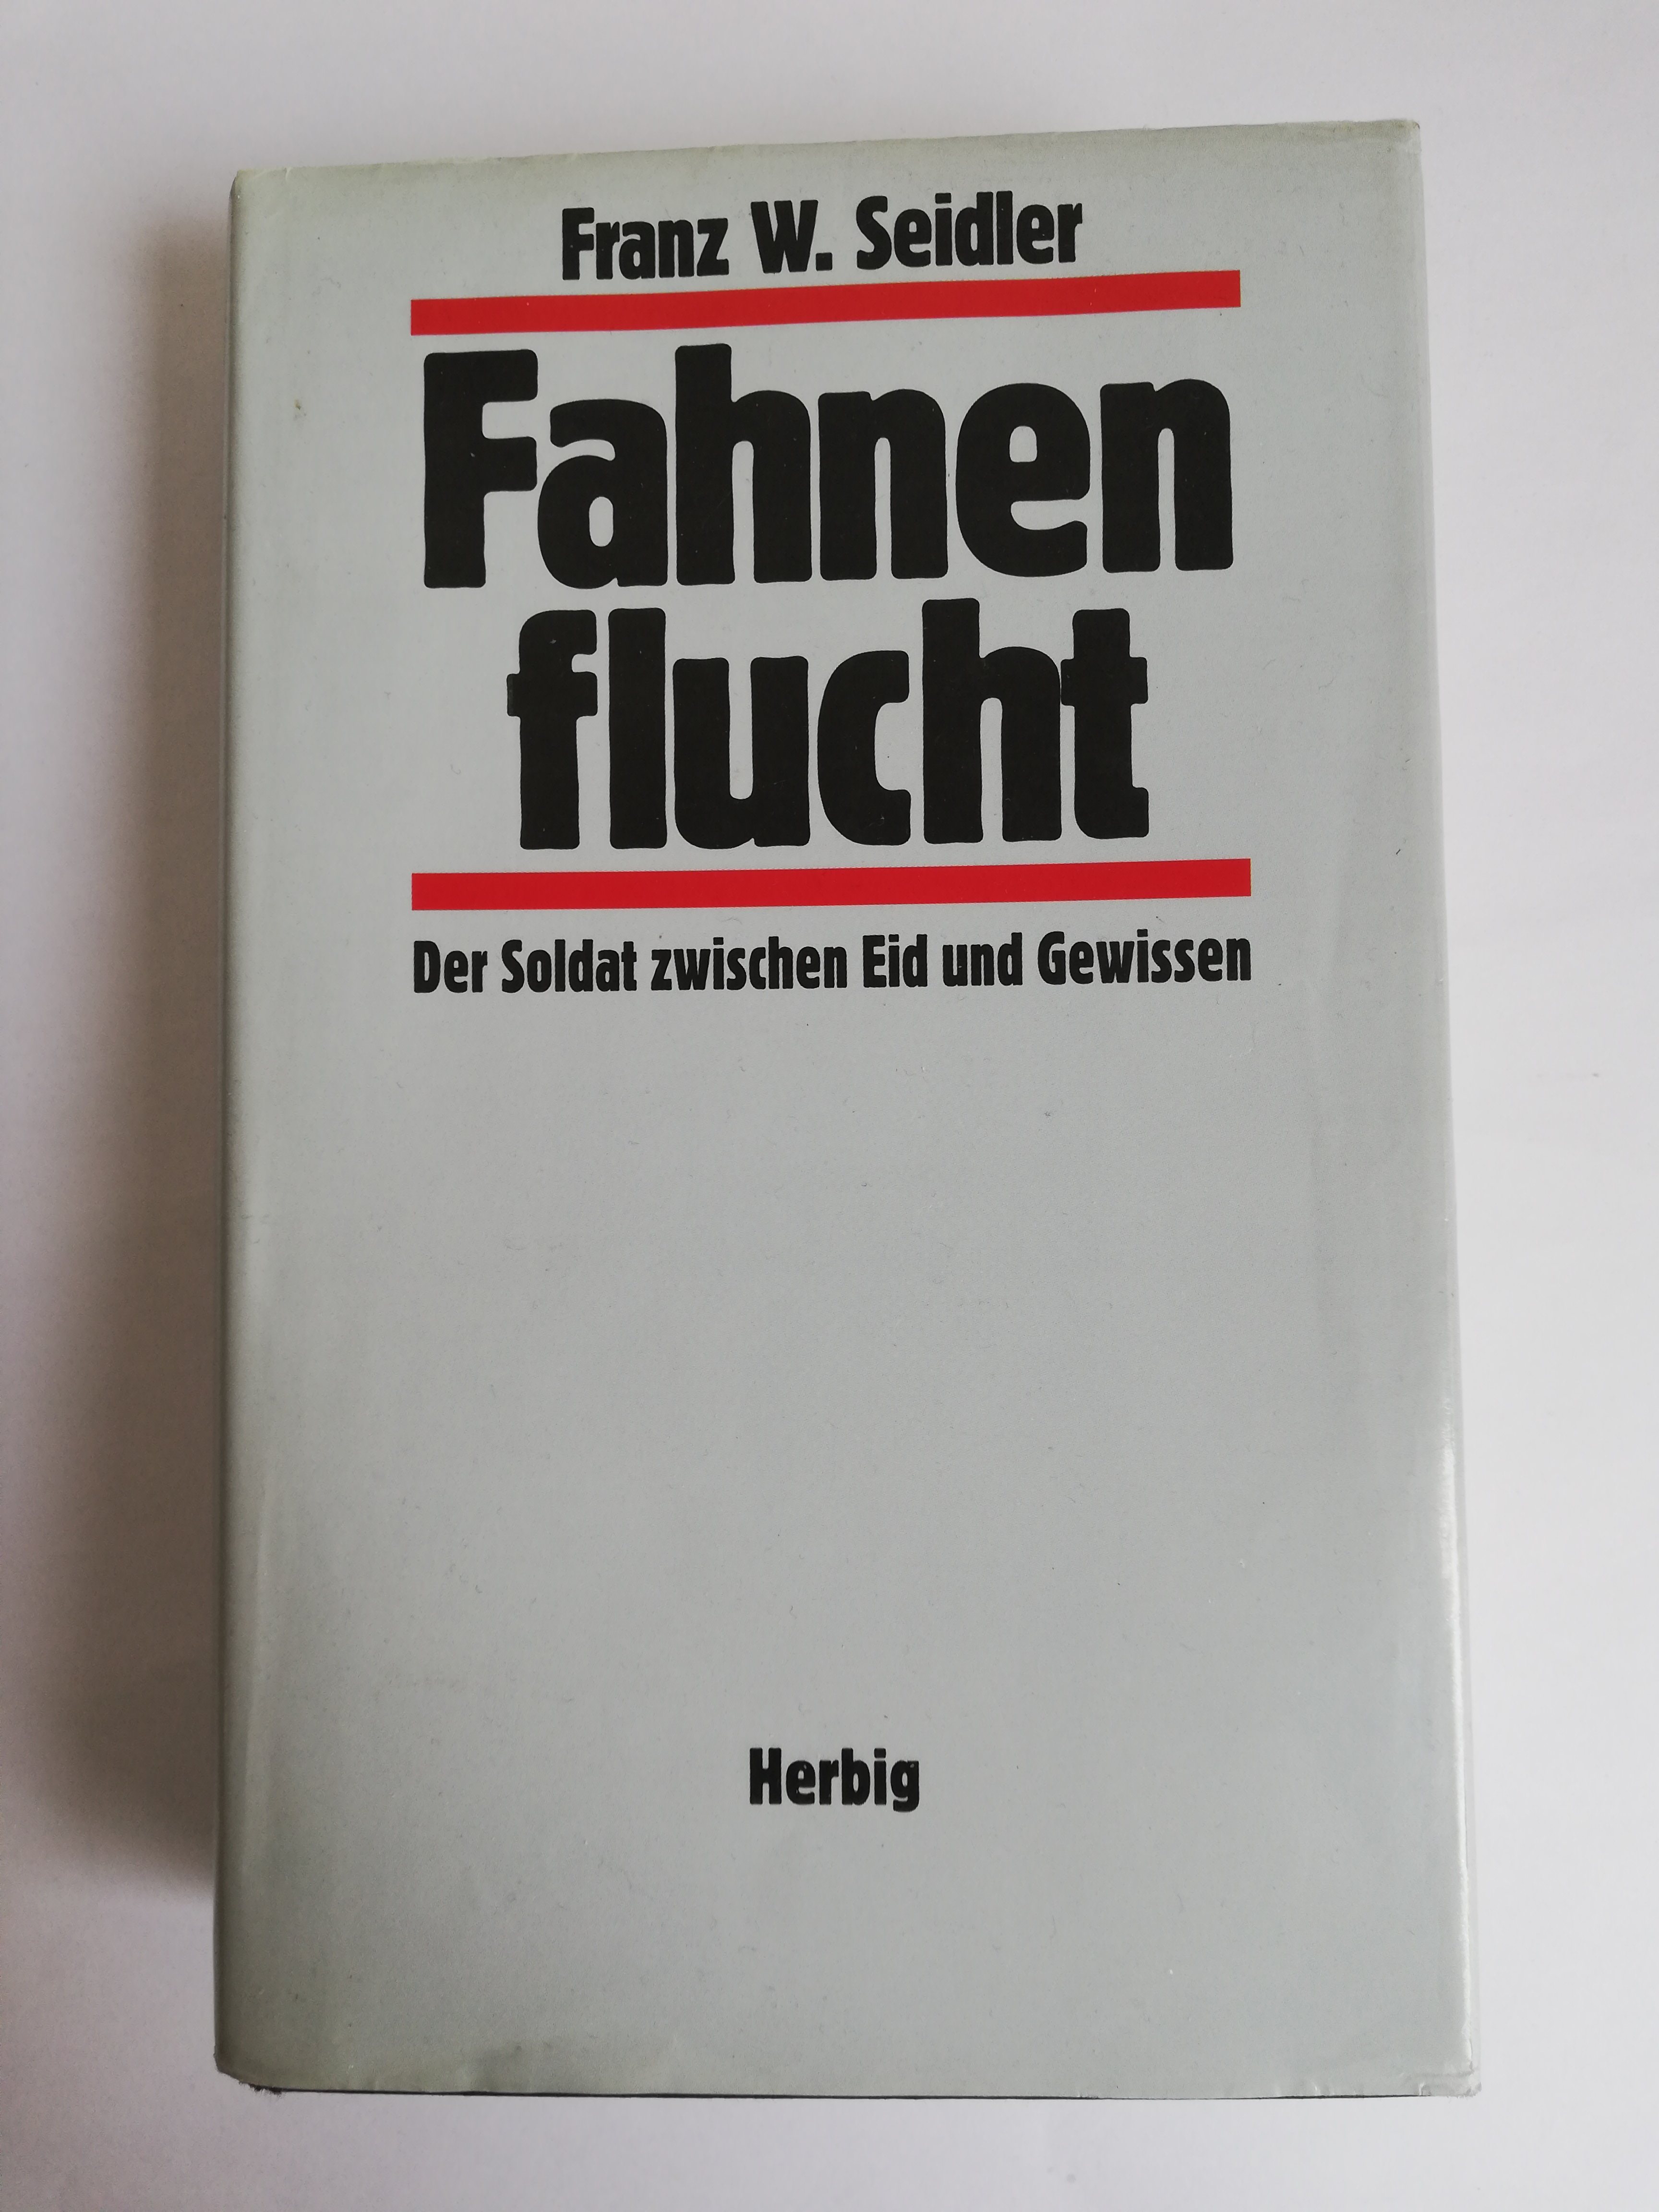 Franz W. Seidler
Fahnen
flucht
Der Soldat zwischen Eid und Gewissen
Herbig